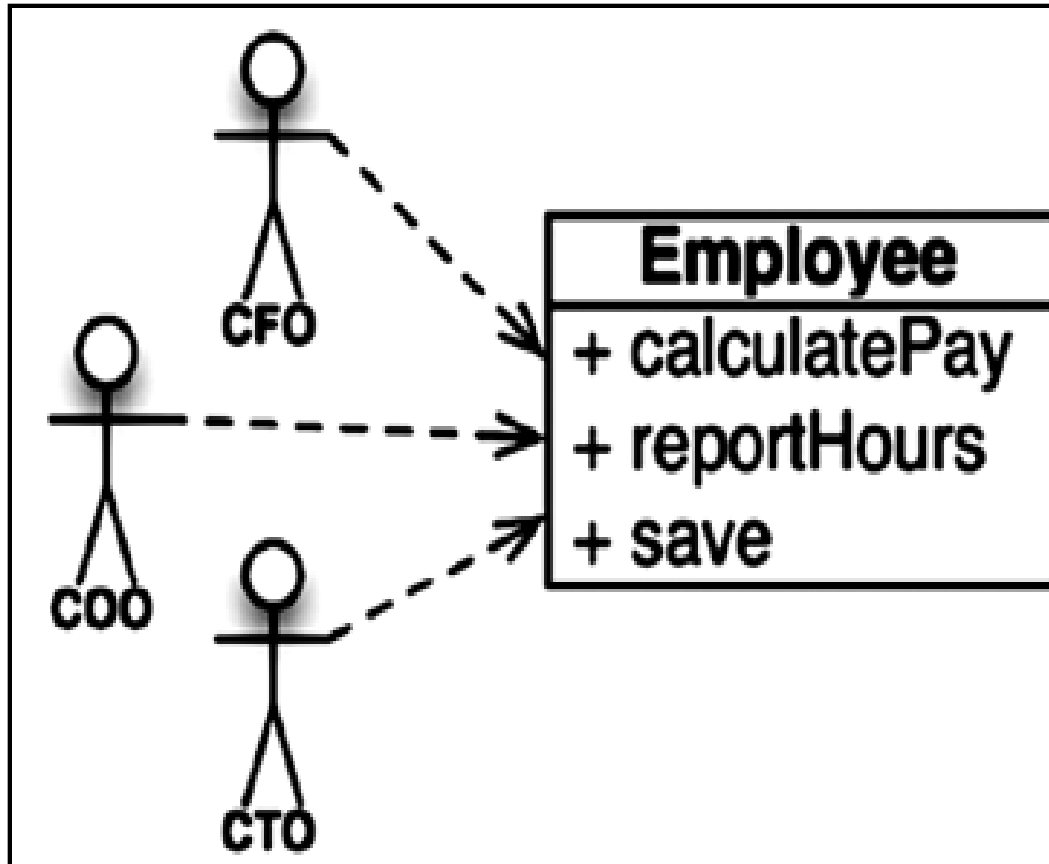 CFO
COO
CTO
Employee
+ calculatePay
+ reportHours
+ save